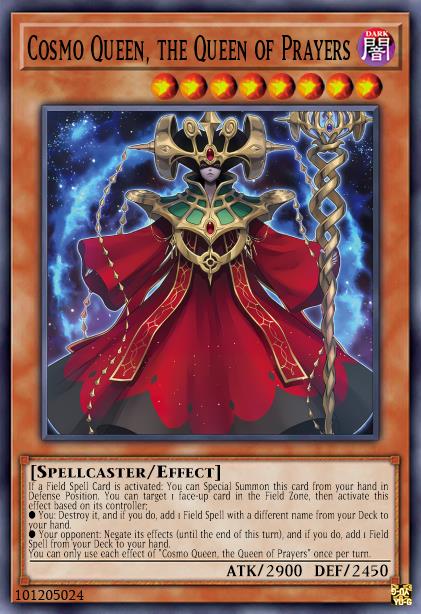 Cosmo Queen, the Queen of Prayers
DARK
闇
[Spellcaster/Effect]
If a Field Spell Card is activated: You can Special Summon this card from your hand in
Defense Position. You can target 1 face-up card in the Field Zone, then activate this
effect based on its controller;
● You: Destroy it, and if you do, add 1 Field Spell with a different name from your Deck to
your hand.
● Your opponent: Negate its effects (until the end of this turn), and if you do, add 1 Field
Spell from your Deck to your hand.
You can only use each effect of "Cosmo Queen, the Queen of Prayers" once per turn.
ATK/2900 DEF/2450
101205024